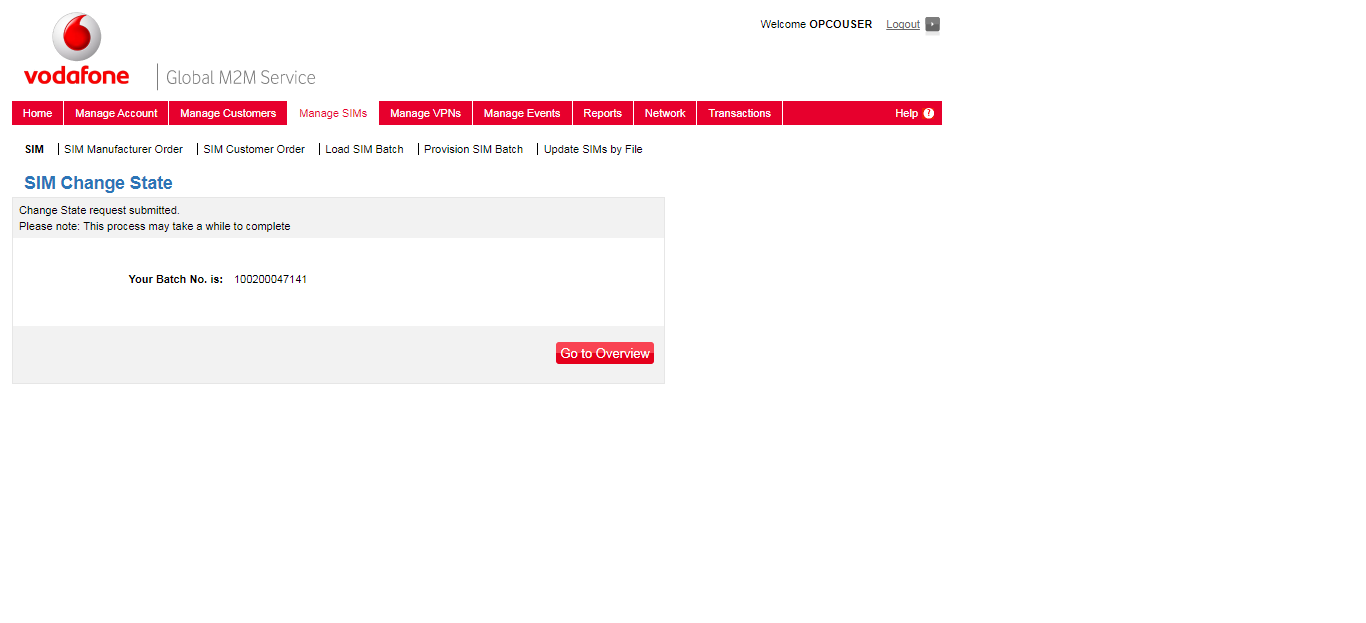 Welcome OPCOUSER Logout
vodafone Global M2M Service
Home Manage Account Manage Customers Manage SIMs Manage VPNs Manage Events Reports Network Transactions Help ?
SIM SIM Manufacturer Order SIM Customer Order Load SIM Batch Provision SIM Batch Update SIMs by File
SIM Change State
Change State request submitted.
Please note: This process may take a while to complete
Your Batch No. is: 100200047141
Go to Overview